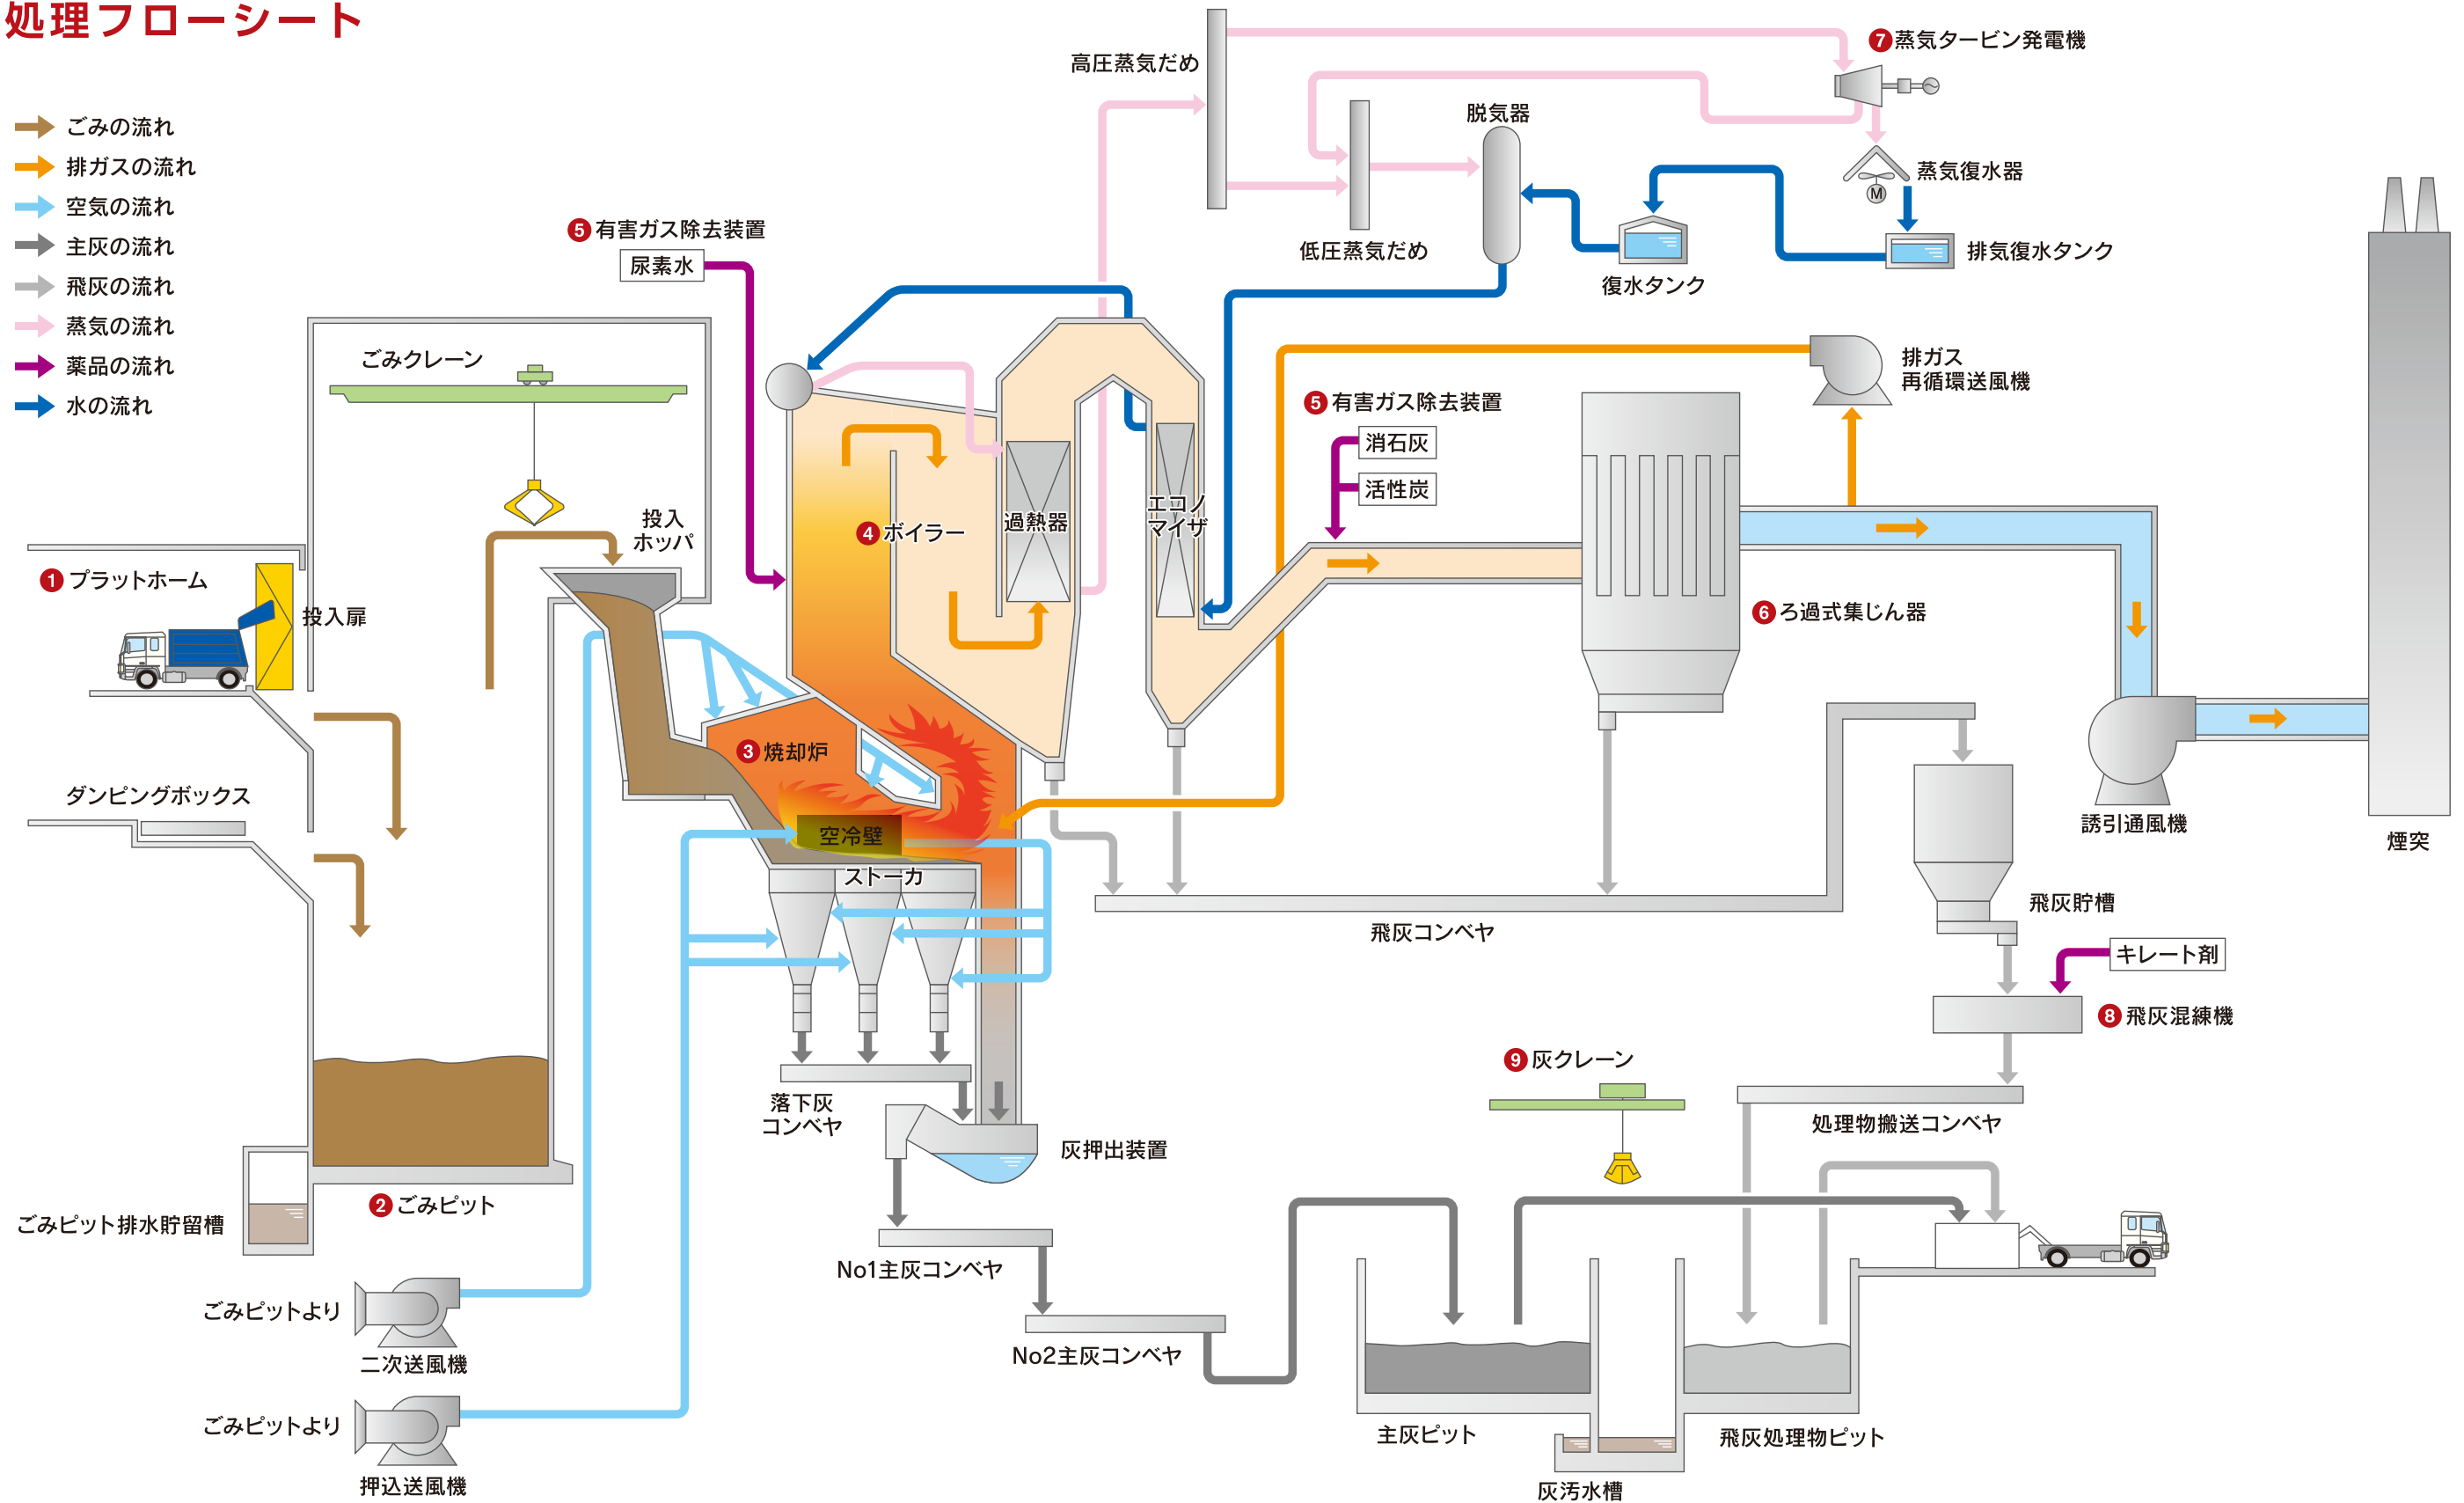 処理フローシート
ごみの流れ
排ガスの流れ
空気の流れ
主灰の流れ
飛灰の流れ
蒸気の流れ
薬品の流れ
水の流れ
高圧蒸気だめ
脱気器
低圧蒸気だめ
7 蒸気タービン発電機
蒸気復水器
M
排気復水タンク
復水タンク
5 有害ガス除去装置
尿素水
ごみクレーン
投入
ホッパ
1 プラットホーム
投入扉
ダンピングボックス
2 ごみピット
ごみピット排水貯留槽
ごみピットより
二次送風機
ごみピットより
押込送風機
3 焼却炉
空冷壁
ストーカ
4 ボイラー
過熱器
エコノ
マイザ
5 有害ガス除去装置
消石灰
活性炭
排ガス
再循環送風機
6 ろ過式集じん器
誘引通風機
煙突
飛灰コンベヤ
飛灰貯槽
キレート剤
8 飛灰混練機
処理物搬送コンベヤ
落下灰
コンベヤ
灰押出装置
No1主灰コンベヤ
No2主灰コンベヤ
9 灰クレーン
主灰ピット
灰汚水槽
飛灰処理物ピット